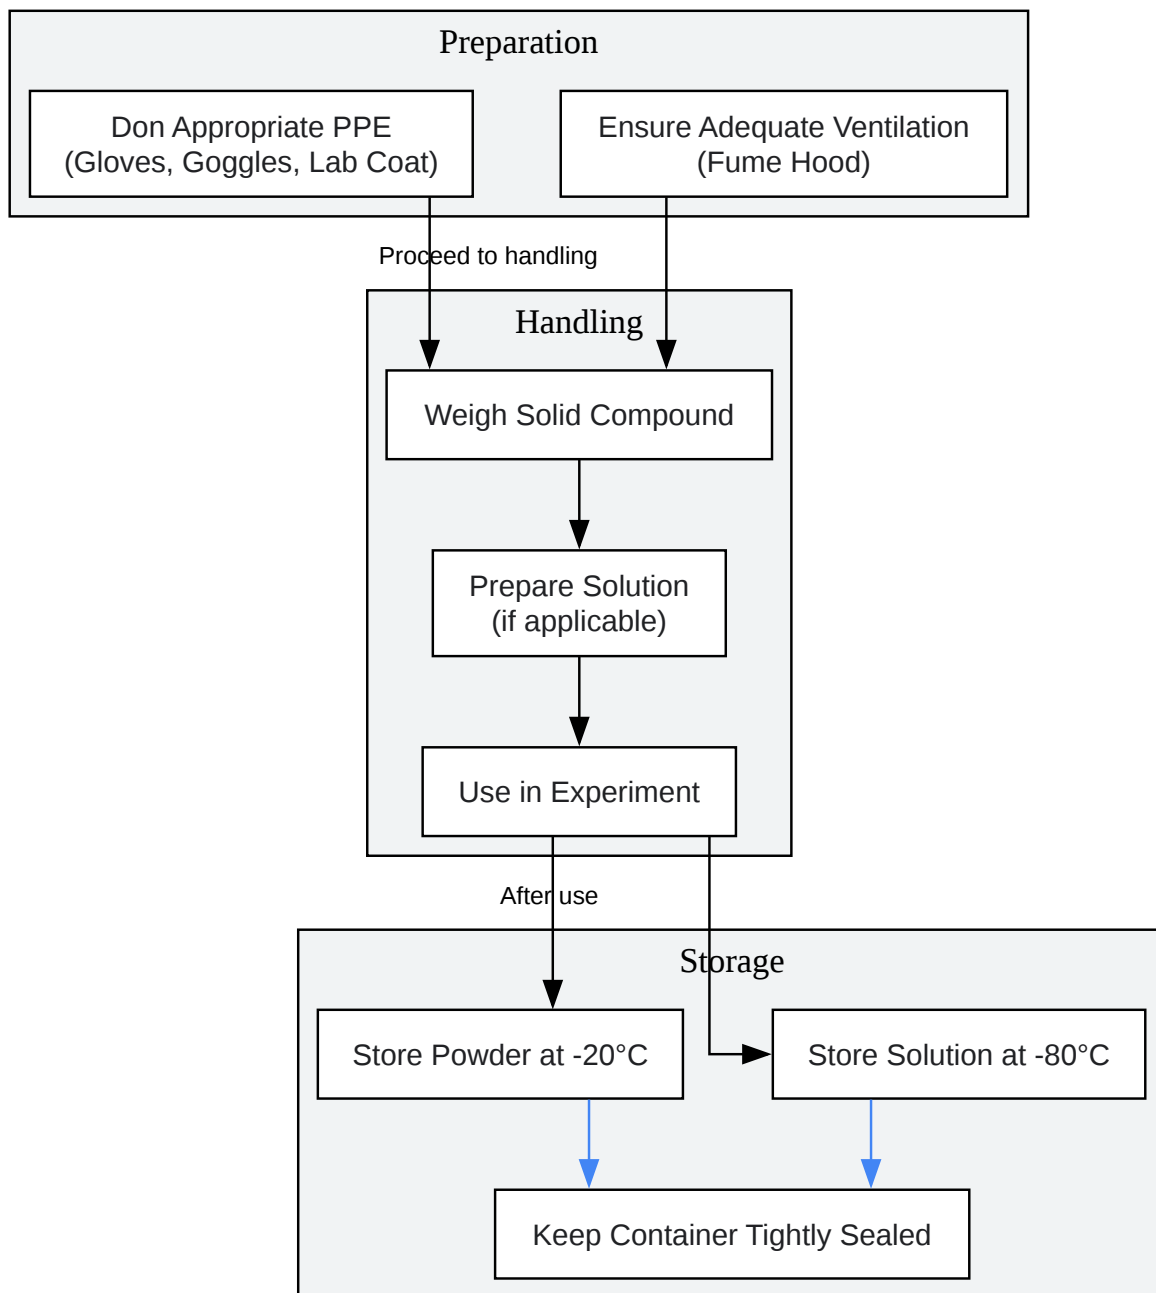 Preparation
Don Appropriate PPE
(Gloves, Goggles, Lab Coat)
Ensure Adequate Ventilation
(Fume Hood)
Proceed to handling
Handling
Weigh Solid Compound
Prepare Solution
(if applicable)
Use in Experiment
After use
Storage
Store Powder at -20°C
Store Solution at -80°C
Keep Container Tightly Sealed